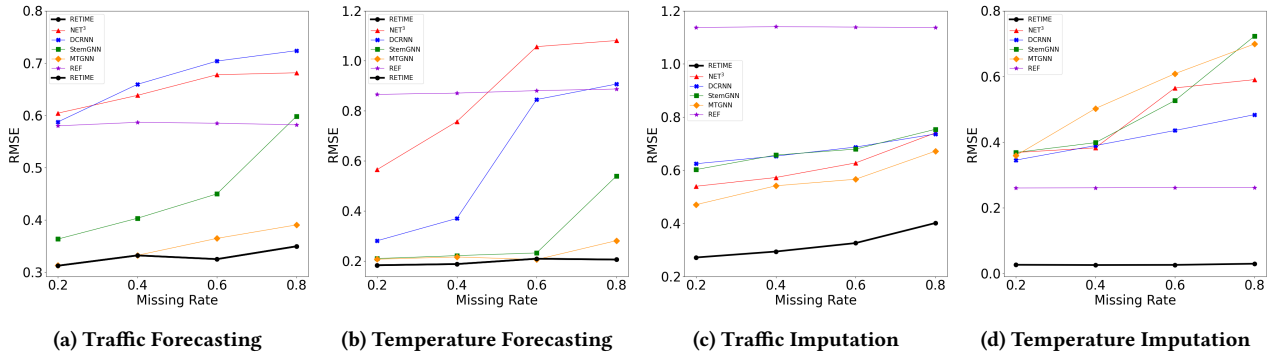 0.8
0.7
0.6
0.5
0.4
0.3
RMSE
RETIME
NET³
DCRNN
StemGNN
MTGNN
REF
RETIME
0.2 0.4 0.6 0.8
Missing Rate
(a) Traffic Forecasting
1.2
1.0
0.8
0.6
0.4
0.2
RMSE
RETIME
NET³
DCRNN
StemGNN
MTGNN
REF
RETIME
0.2 0.4 0.6 0.8
Missing Rate
(b) Temperature Forecasting
1.2
1.0
0.8
0.6
0.4
0.2
RMSE
RETIME
NET³
DCRNN
StemGNN
MTGNN
REF
0.2 0.4 0.6 0.8
Missing Rate
(c) Traffic Imputation
0.8
0.6
0.4
0.2
0.0
RMSE
RETIME
NET³
DCRNN
StemGNN
MTGNN
REF
0.2 0.4 0.6 0.8
Missing Rate
(d) Temperature Imputation